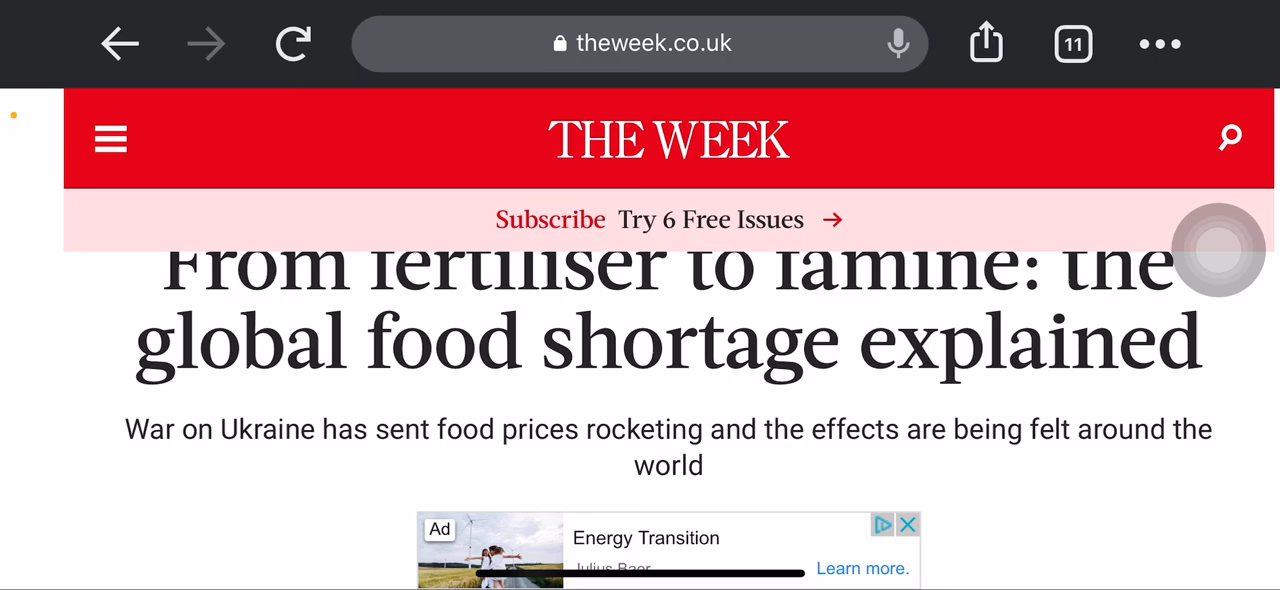 theweek.co.uk
11
THE WEEK
Subscribe Try 6 Free Issues →
From fertiliser to famine: the
global food shortage explained
War on Ukraine has sent food prices rocketing and the effects are being felt around the
world
Ad
Energy Transition
Julius Baer
Learn more.